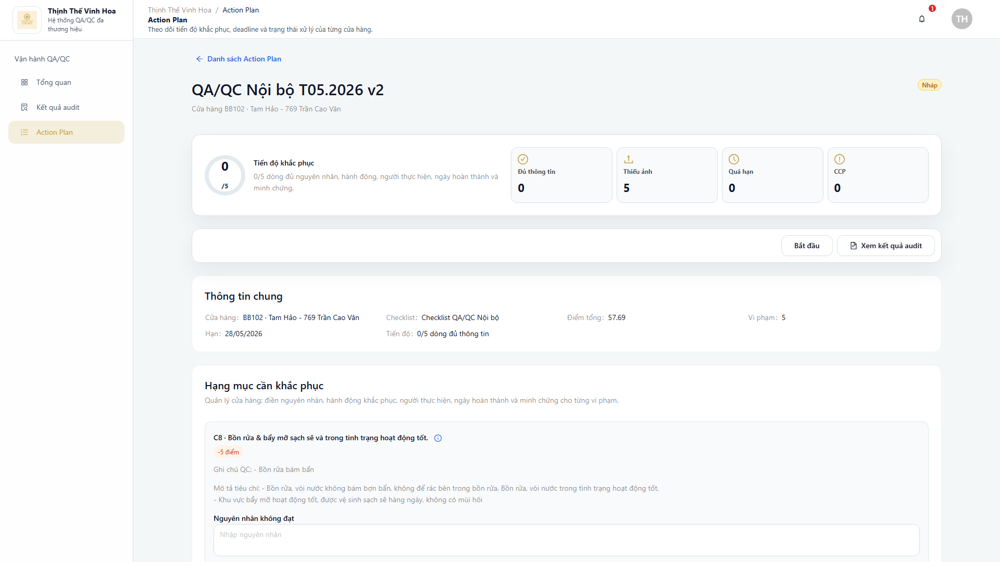 Thịnh Thế Vinh Hoa
Hệ thống QA/QC đa
thương hiệu
Vận hành QA/QC
Tổng quan
Kết quả audit
Action Plan
Thịnh Thế Vinh Hoa / Action Plan
Action Plan
Theo dõi tiến độ khắc phục, deadline và trạng thái xử lý của từng cửa hàng.
1
TH
Danh sách Action Plan
QA/QC Nội bộ T05.2026 v2
Nháp
Cửa hàng BB102 · Tam Hảo - 769 Trần Cao Vân
0
/5
Tiến độ khắc phục
0/5 dòng đủ nguyên nhân, hành động, người thực hiện, ngày hoàn thành và
minh chứng.
Đủ thông tin
0
Thiếu ảnh
5
Quá hạn
0
CCP
0
Bắt đầu
Xem kết quả audit
Thông tin chung
Cửa hàng: BB102 · Tam Hảo - 769 Trần Cao Vân
Checklist: Checklist QA/QC Nội bộ
Điểm tổng: 57.69
Vi phạm: 5
Hạn: 28/05/2026
Tiến độ: 0/5 dòng đủ thông tin
Hạng mục cần khắc phục
Quản lý cửa hàng: điền nguyên nhân, hành động khắc phục, người thực hiện, ngày hoàn thành và minh chứng cho từng vi phạm.
C8 · Bồn rửa & bẩy mỡ sạch sẽ và trong tình trạng hoạt động tốt.
-5 điểm
Ghi chú QC: - Bồn rửa bám bẩn
Mô tả tiêu chí: - Bồn rửa, vòi nước không bám bợn bẩn, không để rác bên trong bồn rửa. Bồn rửa, vòi nước trong tình trạng hoạt động tốt.
- Khu vực bẩy mỡ hoạt động tốt, được vệ sinh sạch sẽ hàng ngày, không có mùi hôi
Nguyên nhân không đạt
Nhập nguyên nhân